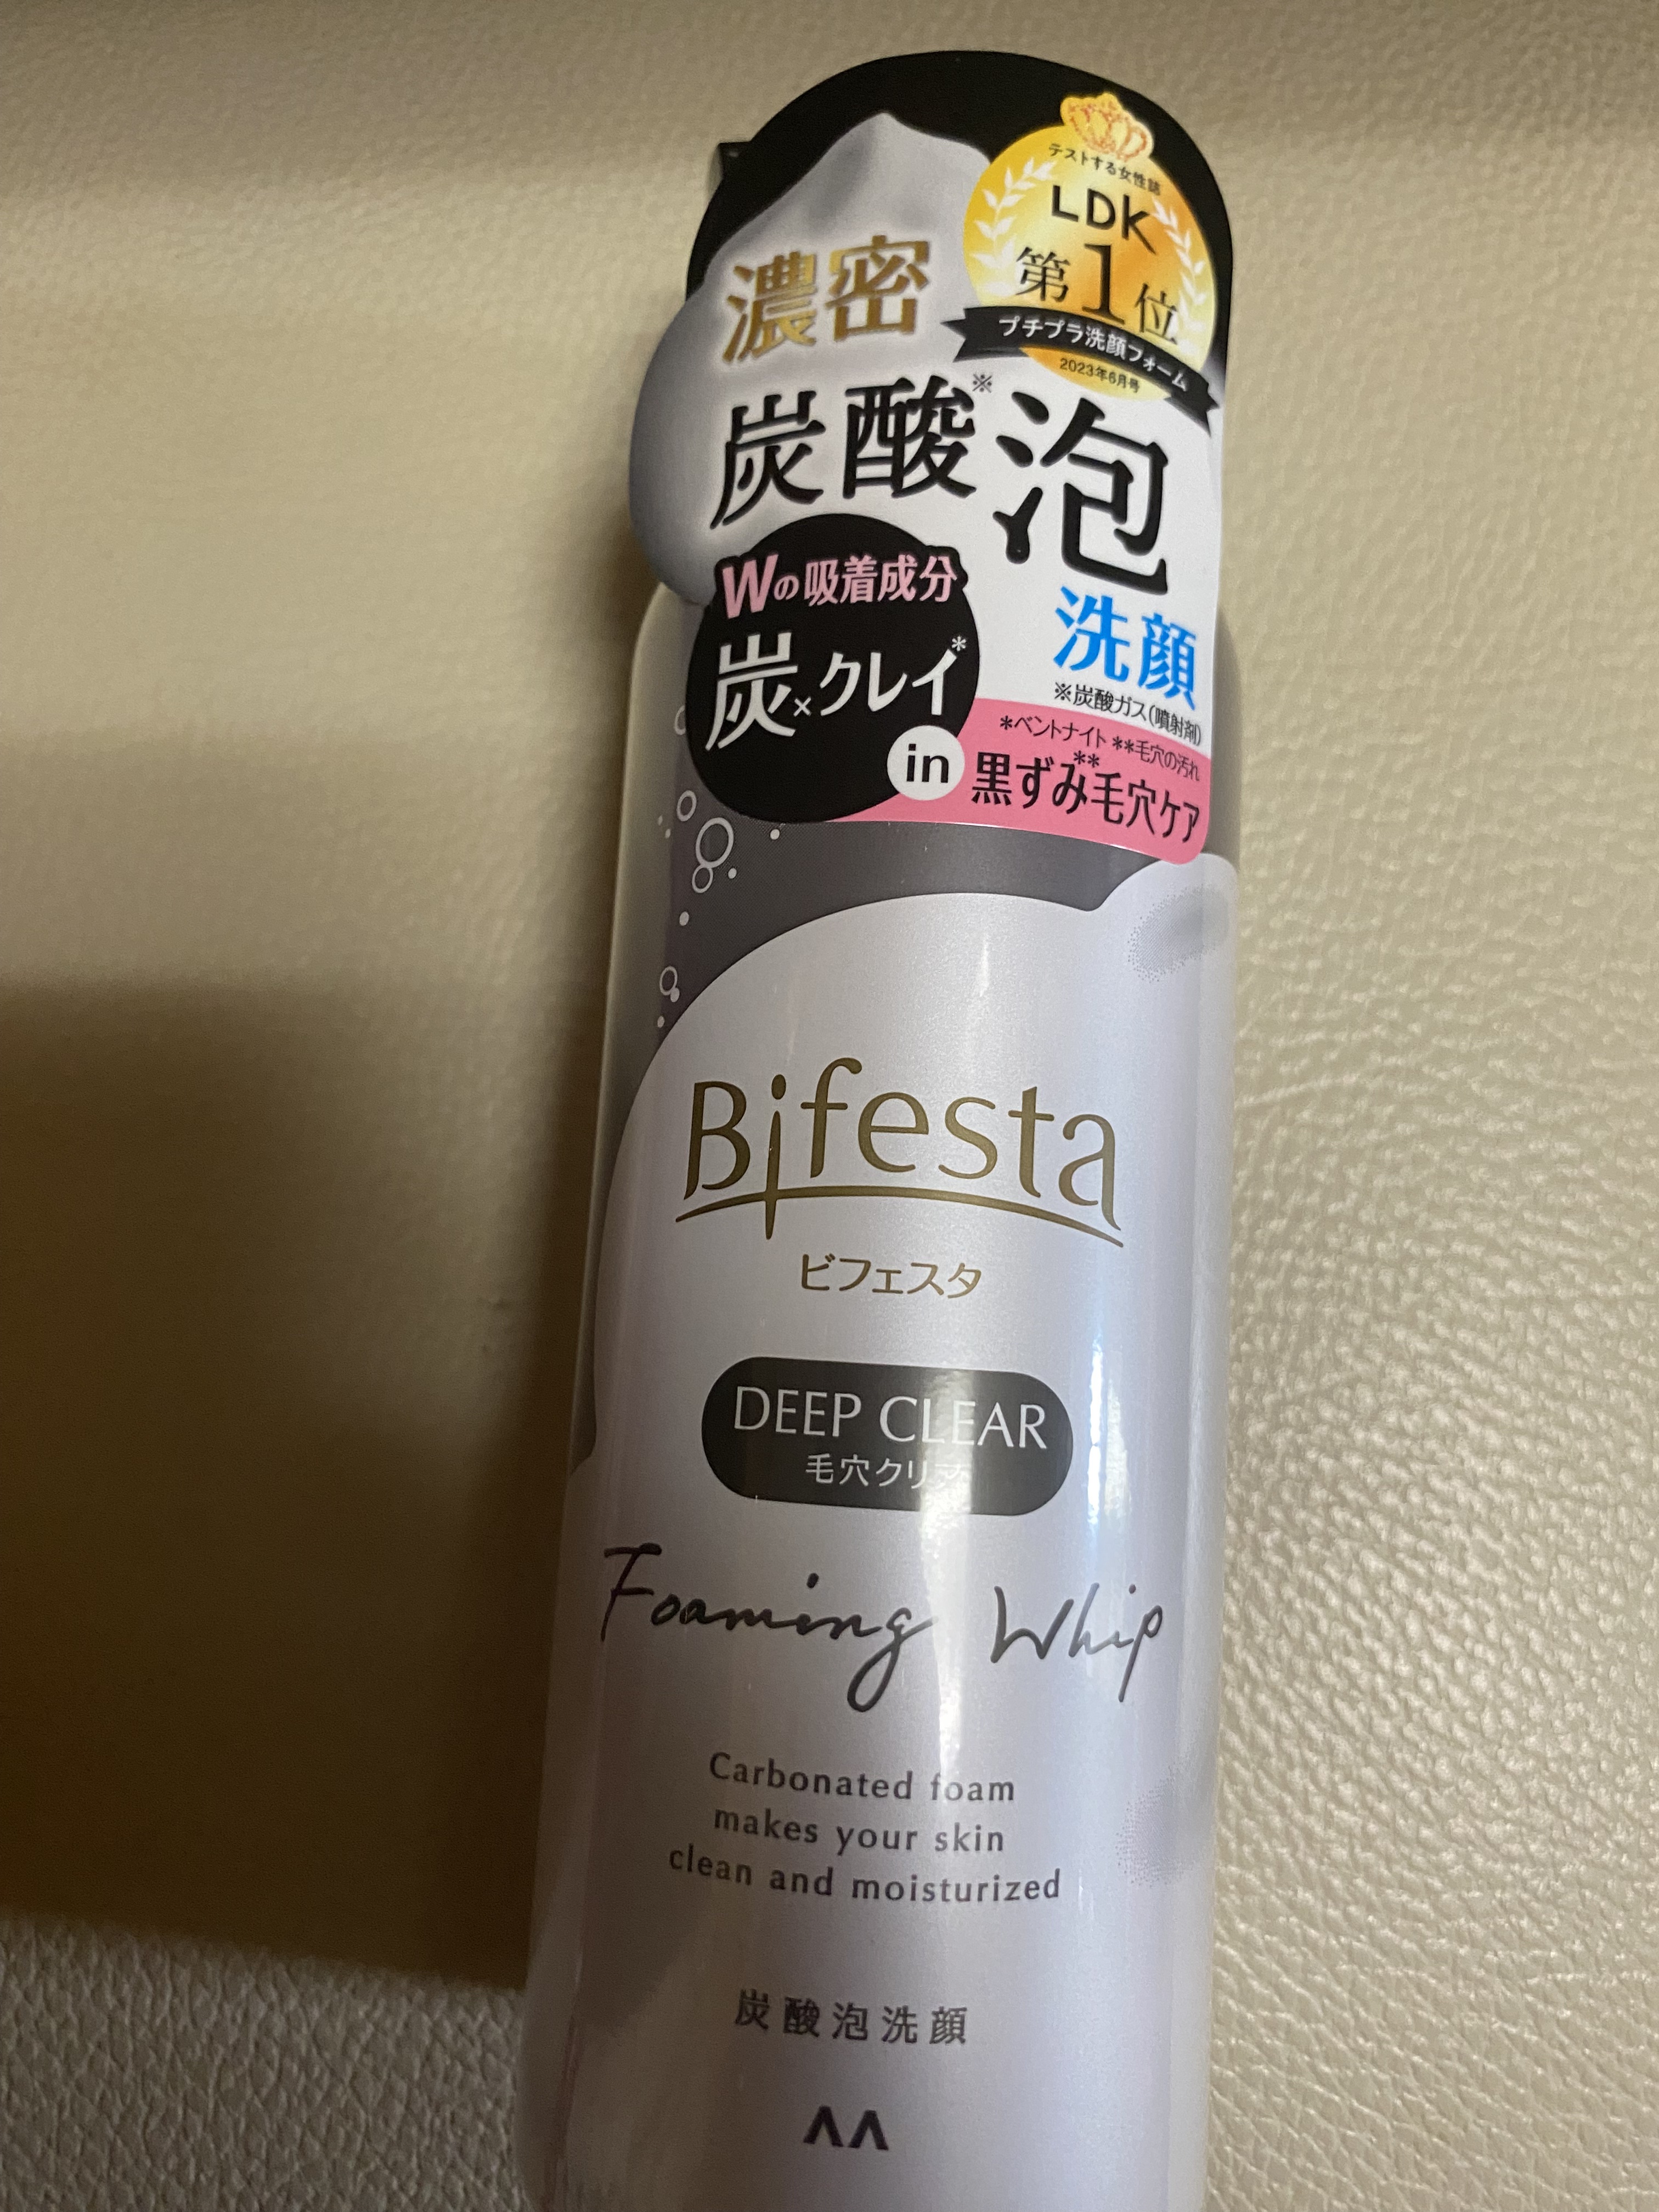 テストする女性誌
LDK
第1位
プチプラ洗顔フォーム
2023年6月号
濃密
炭酸※泡
洗顔
※炭酸ガス(噴射剤)
Wの吸着成分
炭×クレイ*
in
*ベントナイト **毛穴の汚れ
黒ずみ**毛穴ケア
Bifesta
ビフェスタ
DEEP CLEAR
毛穴クリア
Foaming Whip
Carbonated foam
makes your skin
clean and moisturized
炭酸泡洗顔